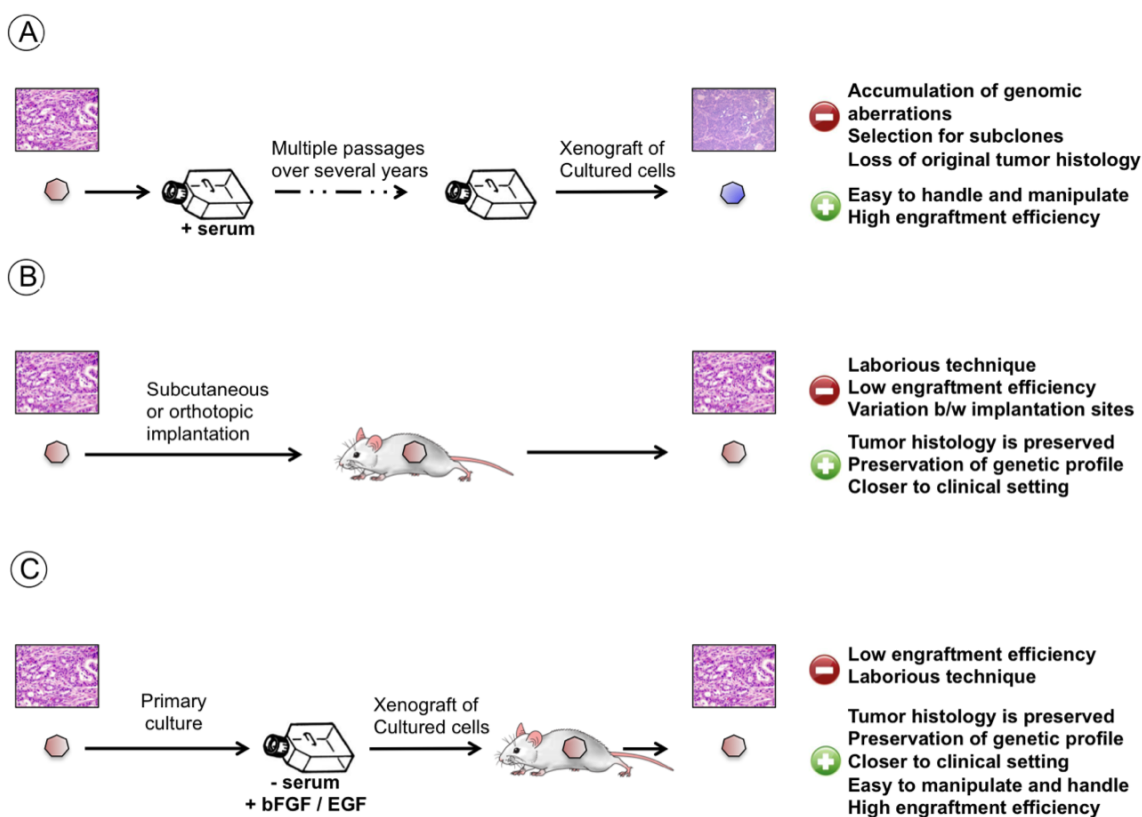 A
Multiple passages
over several years
Xenograft of
Cultured cells
+ serum
Accumulation of genomic
aberrations
Selection for subclones
Loss of original tumor histology
Easy to handle and manipulate
High engraftment efficiency
B
Subcutaneous
or orthotopic
implantation
Laborious technique
Low engraftment efficiency
Variation b/w implantation sites
Tumor histology is preserved
Preservation of genetic profile
Closer to clinical setting
C
Primary
culture
- serum
+ bFGF / EGF
Xenograft of
Cultured cells
Low engraftment efficiency
Laborious technique
Tumor histology is preserved
Preservation of genetic profile
Closer to clinical setting
Easy to manipulate and handle
High engraftment efficiency